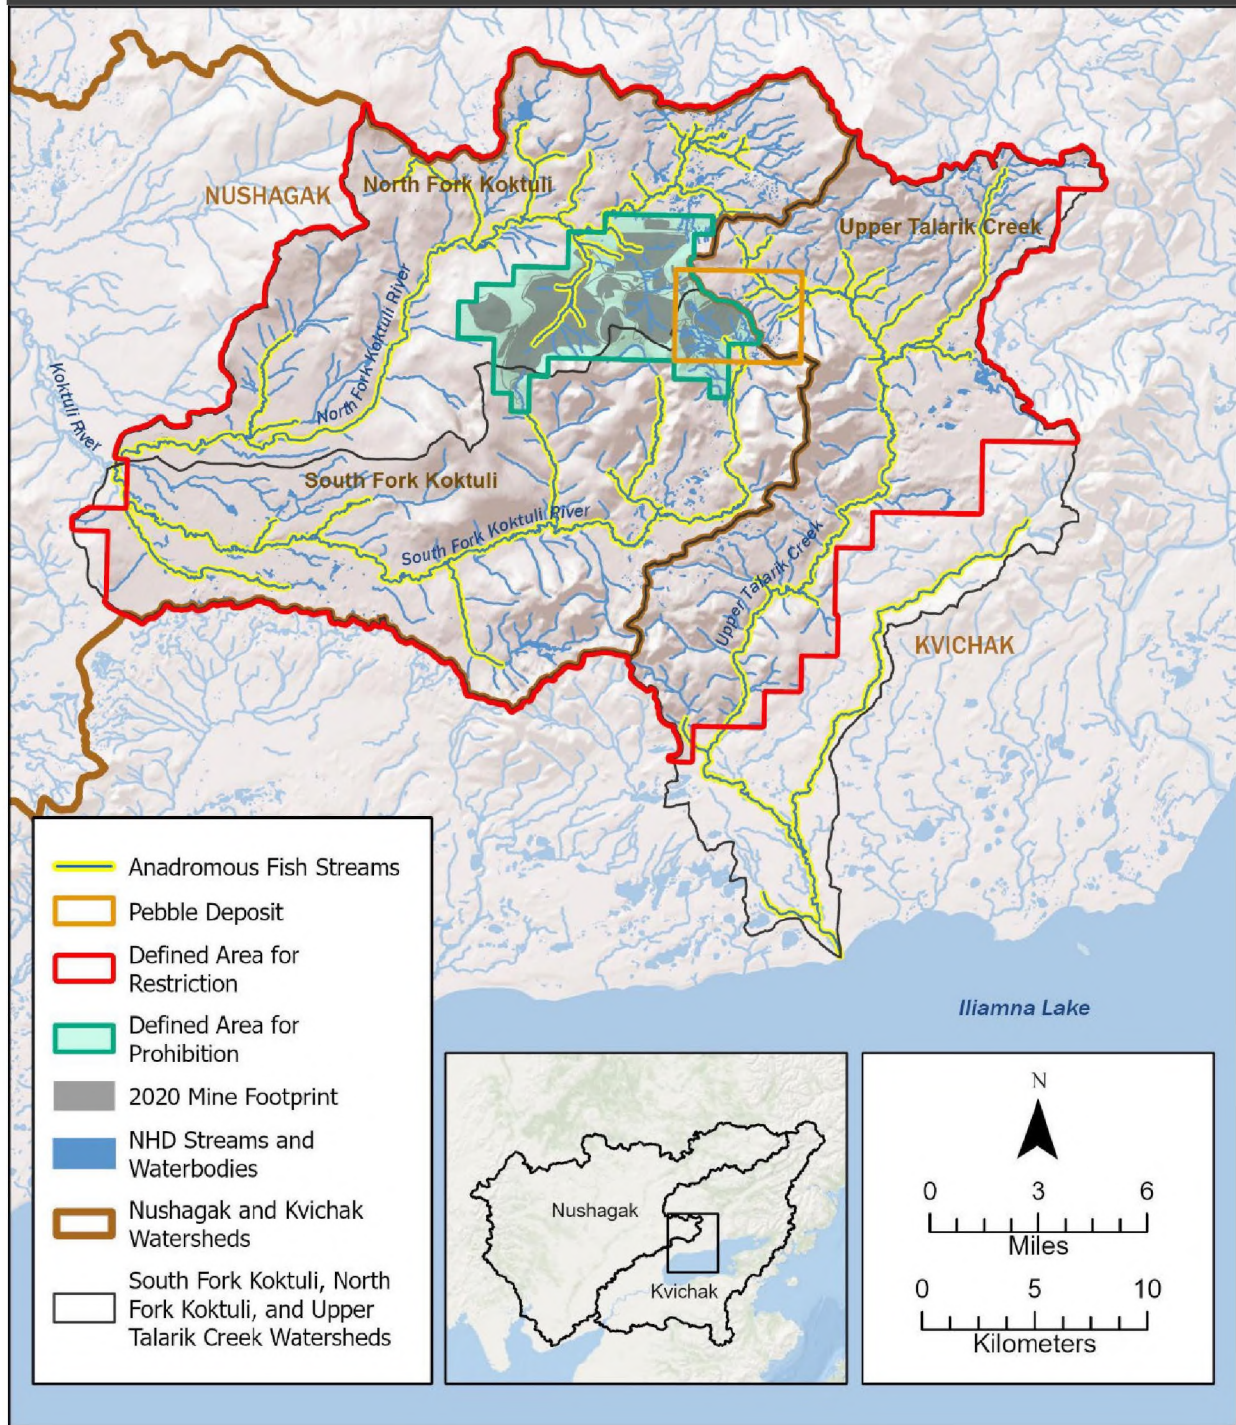 NUSHAGAK
North Fork Koktuli
Upper Talarik Creek
North Fork Koktuli River
Koktuli River
South Fork Koktuli
South Fork Koktuli River
Upper Talarik Creek
KVICHAK
Iliamna Lake
Anadromous Fish Streams
Pebble Deposit
Defined Area for
Restriction
Defined Area for
Prohibition
2020 Mine Footprint
NHD Streams and
Waterbodies
Nushagak and Kvichak
Watersheds
South Fork Koktuli, North
Fork Koktuli, and Upper
Talarik Creek Watersheds
Nushagak
Kvichak
N
0 3 6
Miles
0 5 10
Kilometers